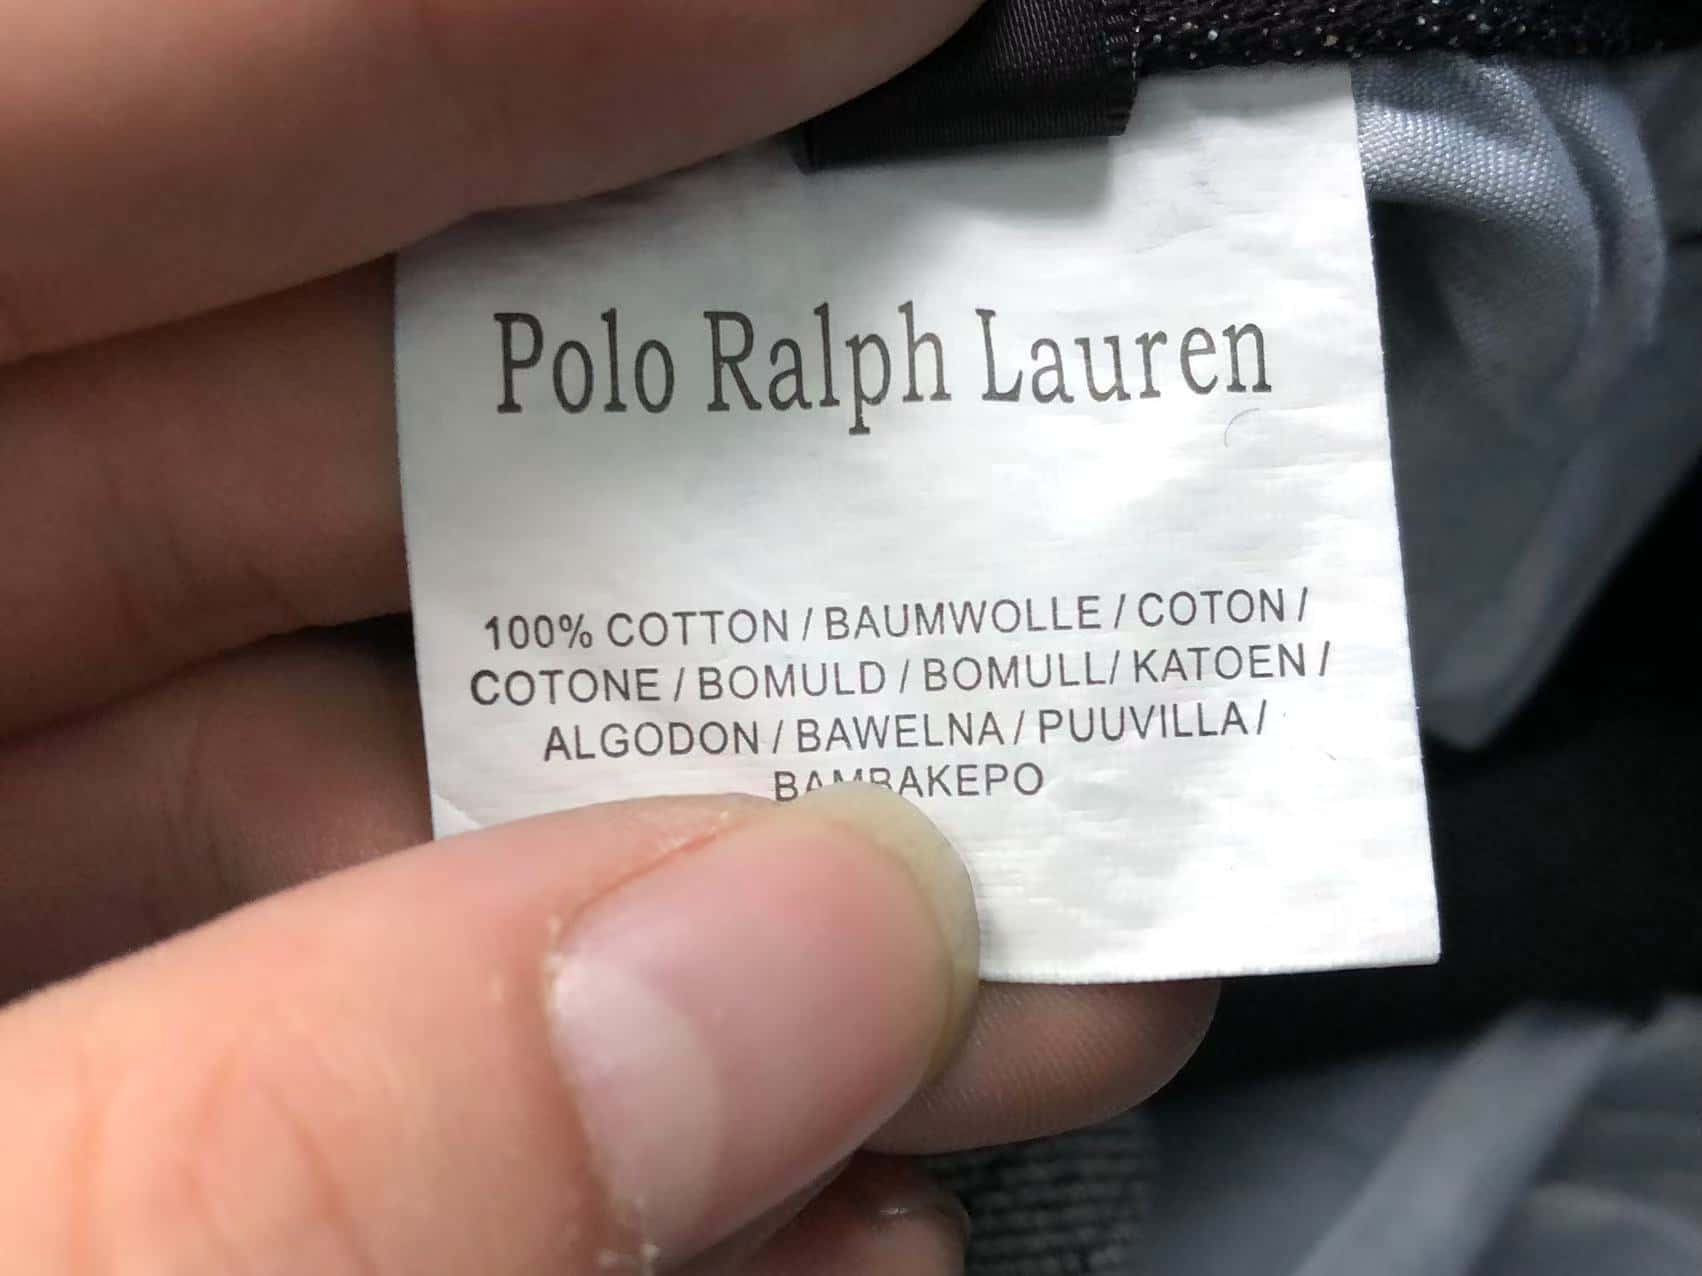 Polo Ralph Lauren
100% COTTON / BAUMWOLLE / COTON /
COTONE / BOMULD / BOMULL/ KATOEN /
ALGODON / BAWELNA / PUUVILLA /
BAMBAKEPO